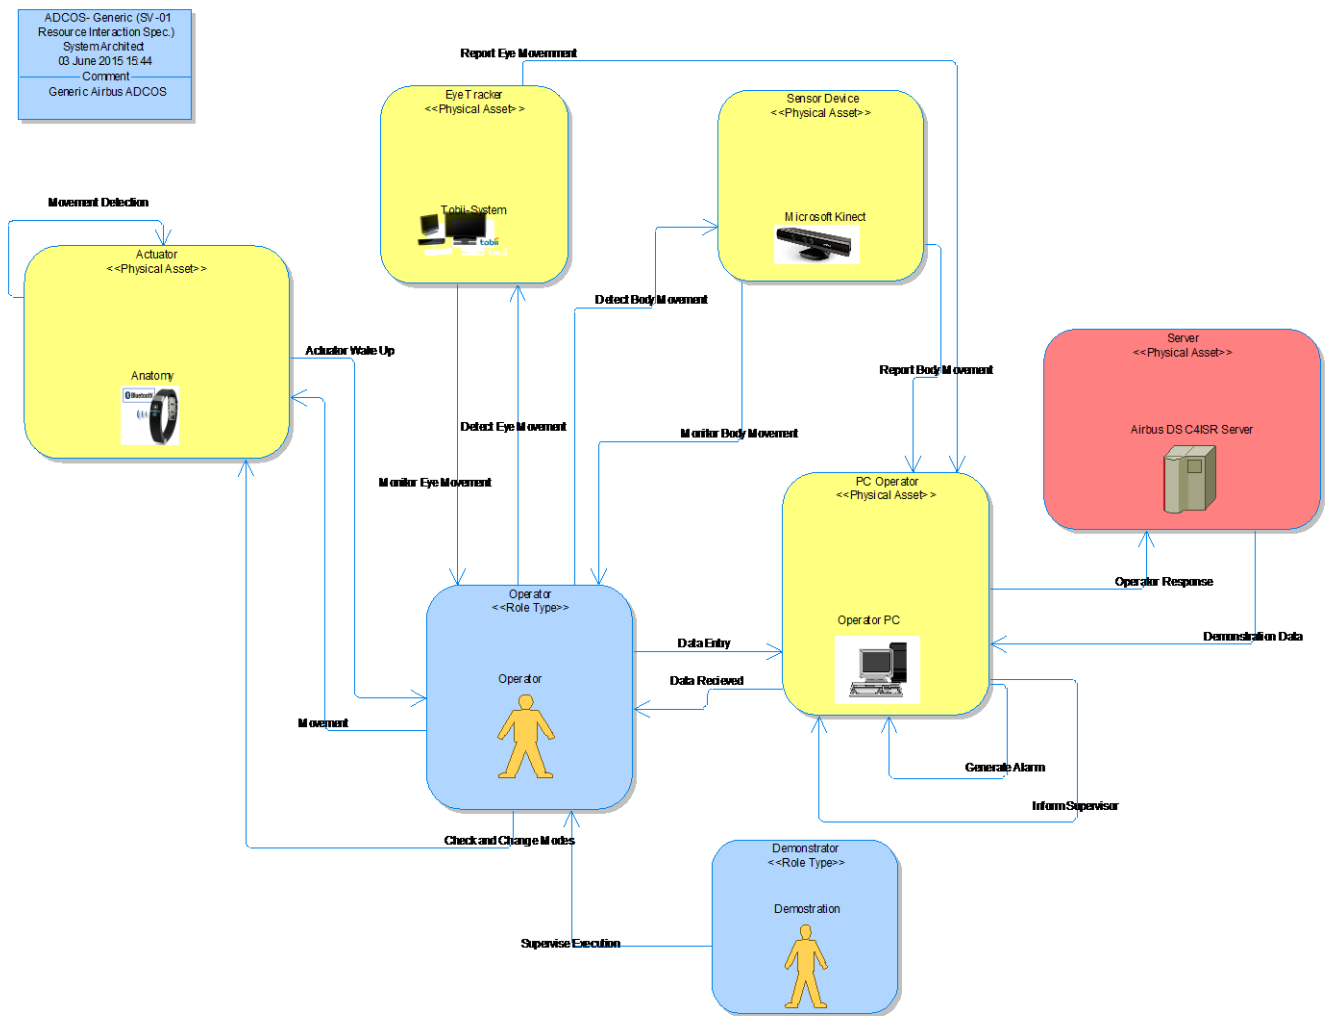 ADCOS- Generic (SV-01
Resource Interaction Spec.)
System Architect
03 June 2015 15:44
Comment
Generic Airbus ADCOS
Report Eye Movemment
Eye Tracker
<<Physical Asset>>
Tobii-System
tobii
Sensor Device
<<Physical Asset>>
Microsoft Kinect
Movement Detection
Actuator
<<Physical Asset>>
Anatomy
Bluetooth
Detect Body Movement
Actuator Wake Up
Server
<<Physical Asset>>
Airbus DS C4ISR Server
Report Body Movement
Detect Eye Movement
Monitor Body Movement
Monitor Eye Movement
PC Operator
<<Physical Asset>>
Operator PC
Operator Response
Demonstration Data
Operator
<<Role Type>>
Operator
Data Entry
Data Recieved
Movement
Generate Alarm
Inform Supervisor
Check and Change Modes
Demonstrator
<<Role Type>>
Demostration
Supervise Execution